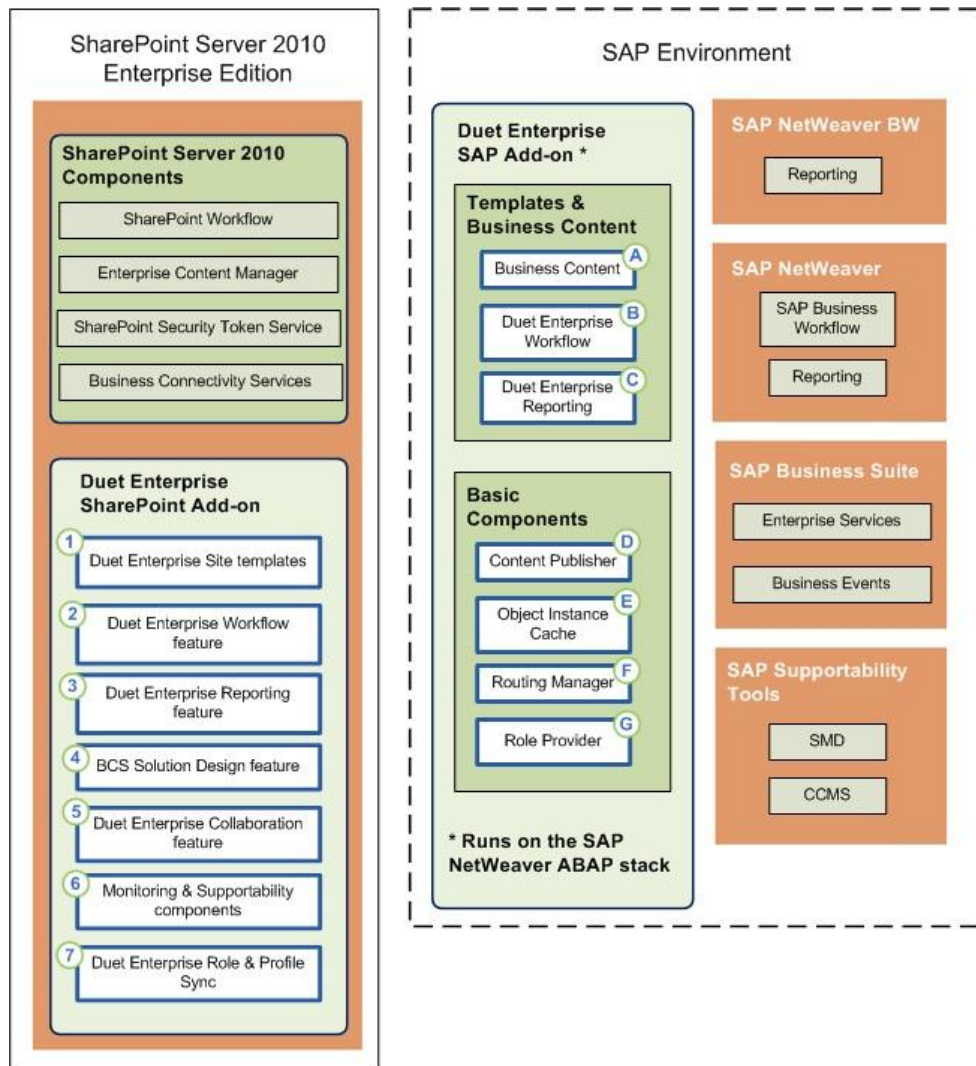 SharePoint Server 2010
Enterprise Edition
SharePoint Server 2010
Components
SharePoint Workflow
Enterprise Content Manager
SharePoint Security Token Service
Business Connectivity Services
Duet Enterprise
SharePoint Add-on
1
Duet Enterprise Site templates
2
Duet Enterprise Workflow
feature
3
Duet Enterprise Reporting
feature
4
BCS Solution Design feature
5
Duet Enterprise Collaboration
feature
6
Monitoring & Supportability
components
7
Duet Enterprise Role & Profile
Sync
SAP Environment
Duet Enterprise
SAP Add-on *
Templates &
Business Content
A
Business Content
B
Duet Enterprise
Workflow
C
Duet Enterprise
Reporting
Basic
Components
D
Content Publisher
E
Object Instance
Cache
F
Routing Manager
G
Role Provider
* Runs on the SAP
NetWeaver ABAP stack
SAP NetWeaver BW
Reporting
SAP NetWeaver
SAP Business
Workflow
Reporting
SAP Business Suite
Enterprise Services
Business Events
SAP Supportability
Tools
SMD
CCMS